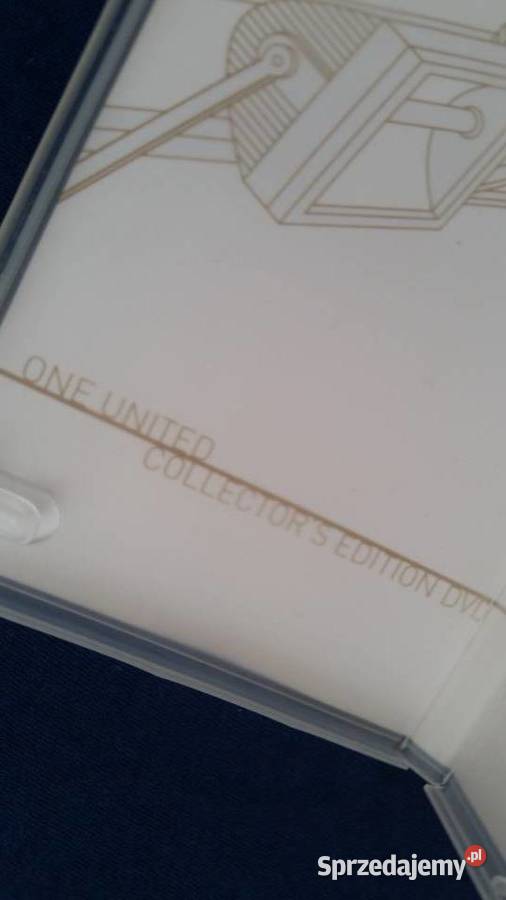 ONE UNITED
COLLECTOR'S EDITION DVD
Sprzedajemy.pl